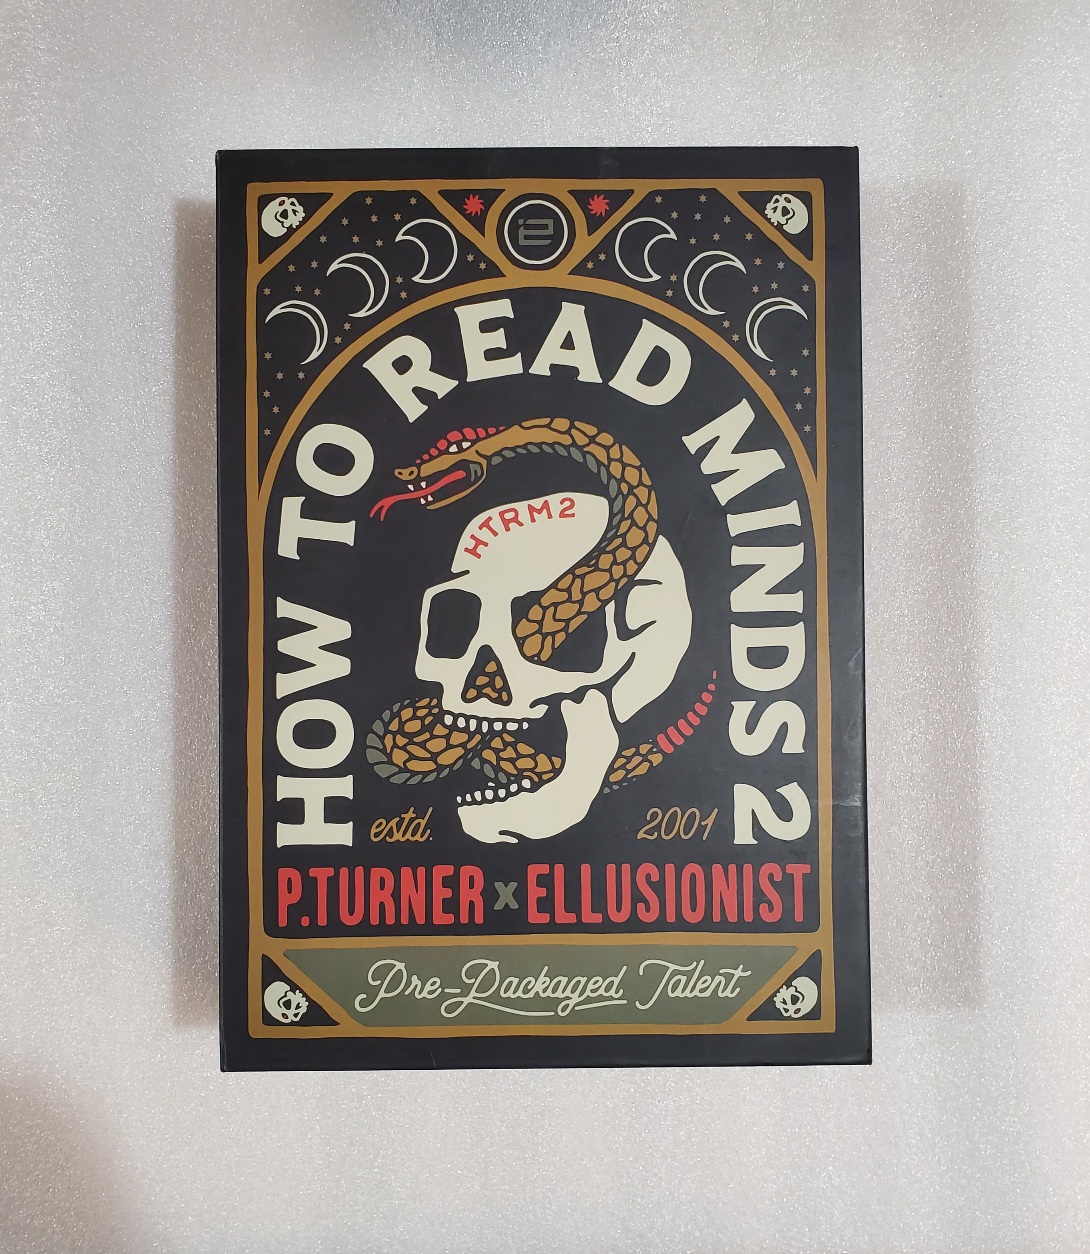 HOW TO READ MINDS 2
HTRM2
estd. 2001
P.TURNER x ELLUSIONIST
Pre-Packaged Talent